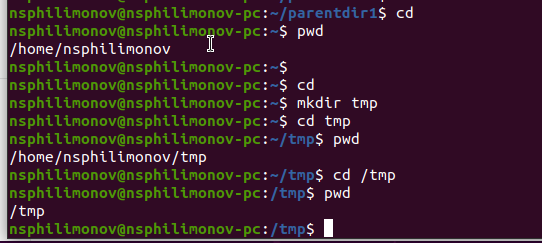 nsphilimonov@nsphilimonov-pc:~/parentdir1$ cd
nsphilimonov@nsphilimonov-pc:~$ pwd
/home/nsphilimonov
nsphilimonov@nsphilimonov-pc:~$
nsphilimonov@nsphilimonov-pc:~$ cd
nsphilimonov@nsphilimonov-pc:~$ mkdir tmp
nsphilimonov@nsphilimonov-pc:~$ cd tmp
nsphilimonov@nsphilimonov-pc:~/tmp$ pwd
/home/nsphilimonov/tmp
nsphilimonov@nsphilimonov-pc:~/tmp$ cd /tmp
nsphilimonov@nsphilimonov-pc:/tmp$ pwd
/tmp
nsphilimonov@nsphilimonov-pc:/tmp$